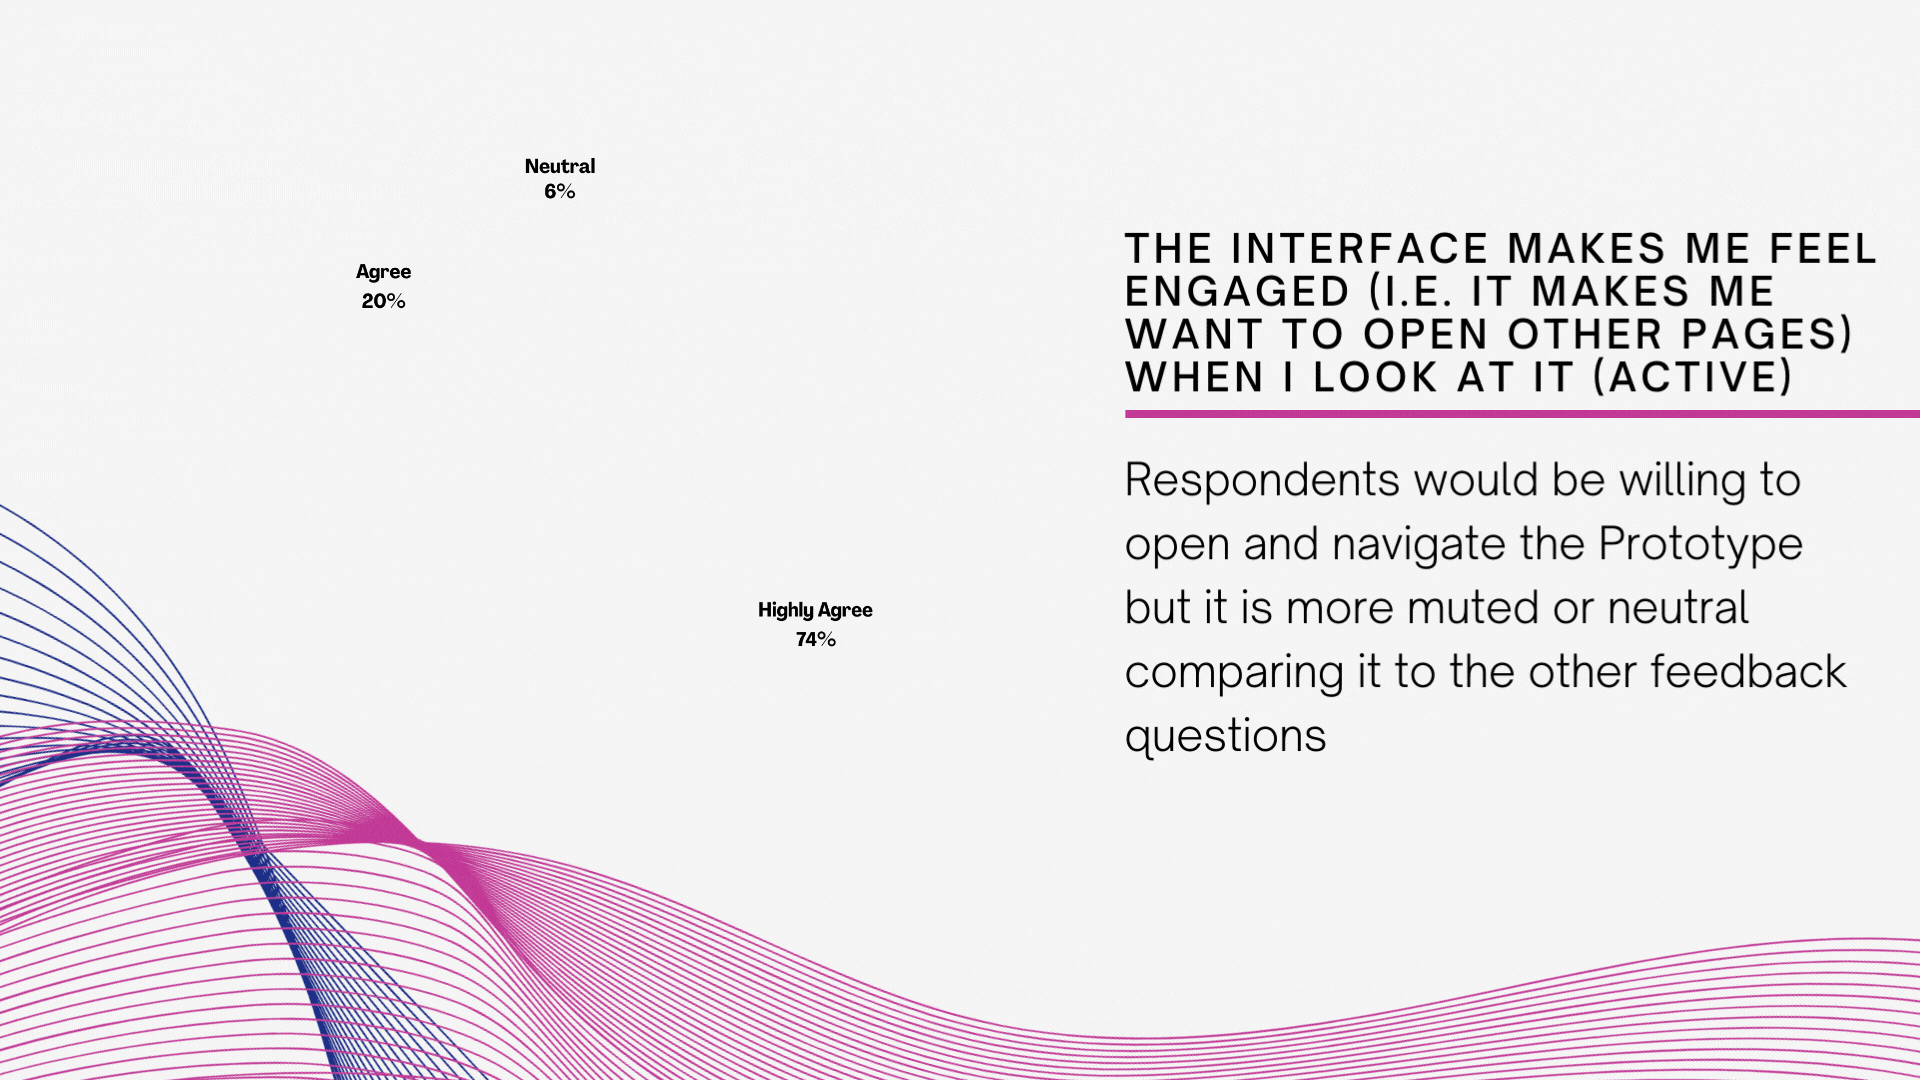 Neutral
6%
Agree
20%
Highly Agree
74%
THE INTERFACE MAKES ME FEEL
ENGAGED (I.E. IT MAKES ME
WANT TO OPEN OTHER PAGES)
WHEN I LOOK AT IT (ACTIVE)
Respondents would be willing to
open and navigate the Prototype
but it is more muted or neutral
comparing it to the other feedback
questions